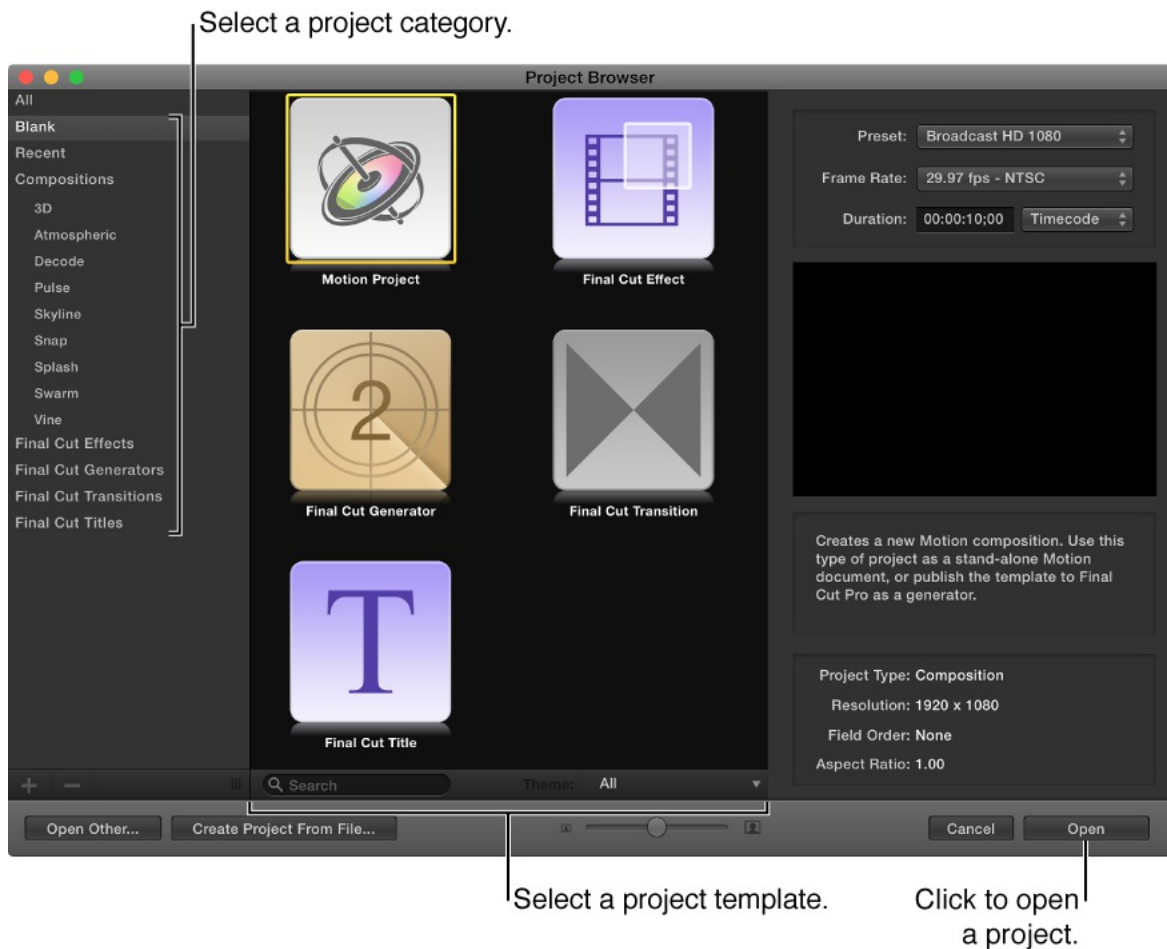 Select a project category.
Project Browser
All
Blank
Recent
Compositions
3D
Atmospheric
Decode
Pulse
Skyline
Snap
Splash
Swarm
Vine
Final Cut Effects
Final Cut Generators
Final Cut Transitions
Final Cut Titles
Motion Project
Final Cut Effect
2
Final Cut Generator
Final Cut Transition
T
Final Cut Title
Search
Theme: All
Preset: Broadcast HD 1080
Frame Rate: 29.97 fps - NTSC
Duration: 00:00:10;00 Timecode
Creates a new Motion composition. Use this
type of project as a stand-alone Motion
document, or publish the template to Final
Cut Pro as a generator.
Project Type: Composition
Resolution: 1920 x 1080
Field Order: None
Aspect Ratio: 1.00
Open Other...
Create Project From File...
Cancel
Open
Select a project template.
Click to open
a project.